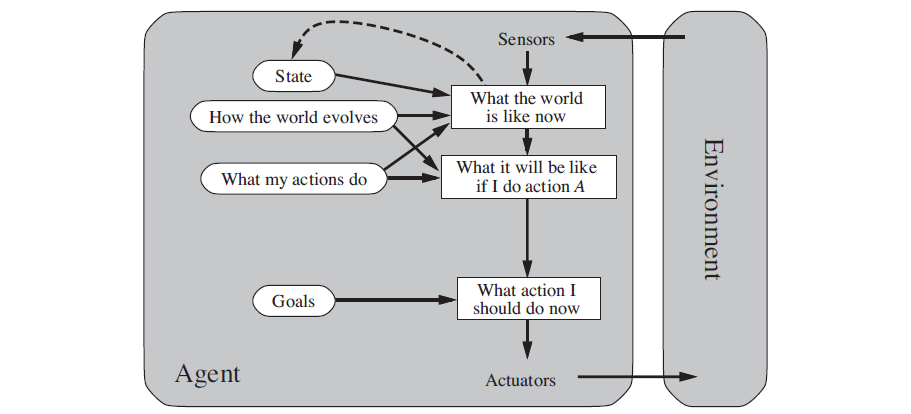 Sensors
State
What the world
is like now
How the world evolves
What it will be like
if I do action A
What my actions do
What action I
should do now
Goals
Agent
Actuators
Environment